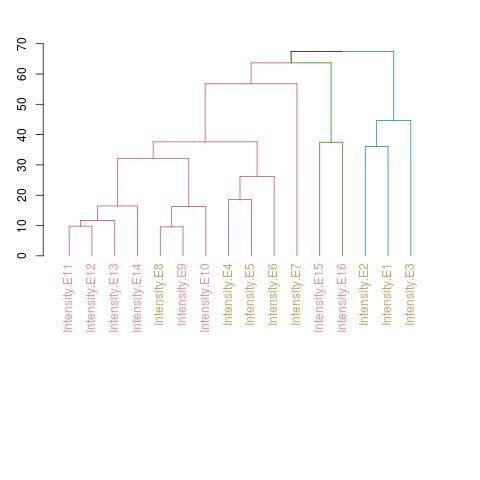 70
60
50
40
30
20
10
0
Intensity.E11
Intensity.E12
Intensity.E13
Intensity.E14
Intensity.E8
Intensity.E9
Intensity.E10
Intensity.E4
Intensity.E5
Intensity.E6
Intensity.E7
Intensity.E15
Intensity.E16
Intensity.E2
Intensity.E1
Intensity.E3